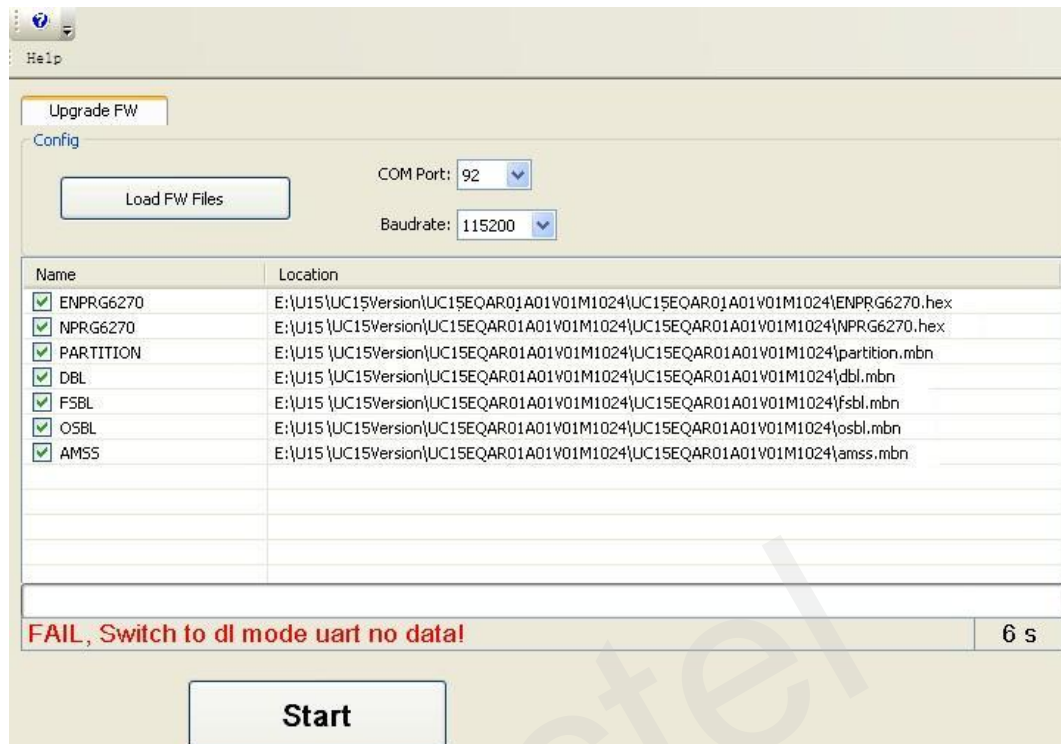 Help
Upgrade FW
Config
COM Port: 92
Load FW Files
Baudrate: 115200
Name Location
ENPRG6270 E:\U15\UC15Version\UC15EQAR01A01V01M1024\UC15EQAR01A01V01M1024\ENPRG6270.hex
NPRG6270 E:\U15\UC15Version\UC15EQAR01A01V01M1024\UC15EQAR01A01V01M1024\NPRG6270.hex
PARTITION E:\U15 \UC15Version\UC15EQAR01A01V01M1024\UC15EQAR01A01V01M1024\partition.mbn
DBL E:\U15 \UC15Version\UC15EQAR01A01V01M1024\UC15EQAR01A01V01M1024\dbl.mbn
FSBL E:\U15 \UC15Version\UC15EQAR01A01V01M1024\UC15EQAR01A01V01M1024\fsbl.mbn
OSBL E:\U15 \UC15Version\UC15EQAR01A01V01M1024\UC15EQAR01A01V01M1024\osbl.mbn
AMSS E:\U15 \UC15Version\UC15EQAR01A01V01M1024\UC15EQAR01A01V01M1024\amss.mbn
FAIL, Switch to dl mode uart no data! 6 s
Start